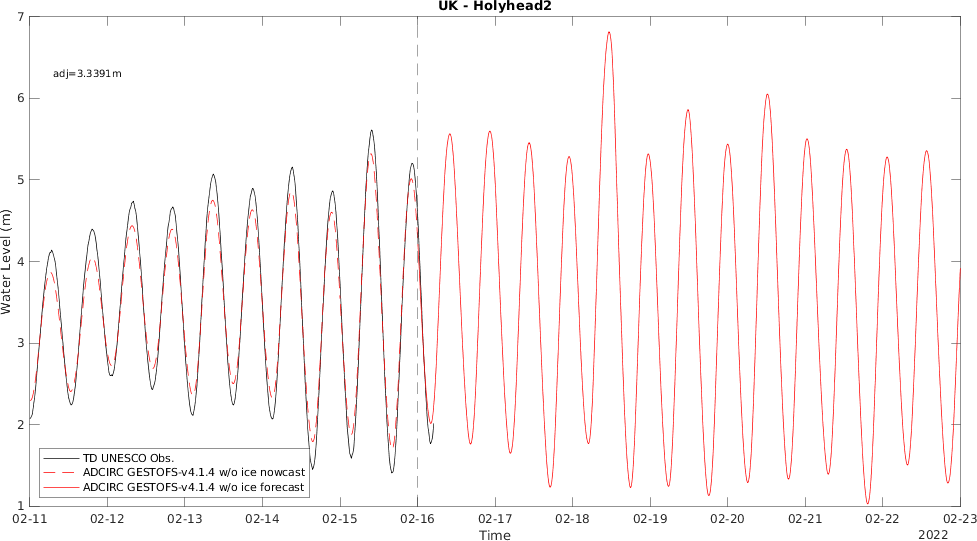 UK - Holyhead2
7
adj=3.3391m
6
5
4
Water Level (m)
3
2
TD UNESCO Obs.
ADCIRC GESTOFS-v4.1.4 w/o ice nowcast
ADCIRC GESTOFS-v4.1.4 w/o ice forecast
1
02-11 02-12 02-13 02-14 02-15 02-16 02-17 02-18 02-19 02-20 02-21 02-22 02-23
Time 2022